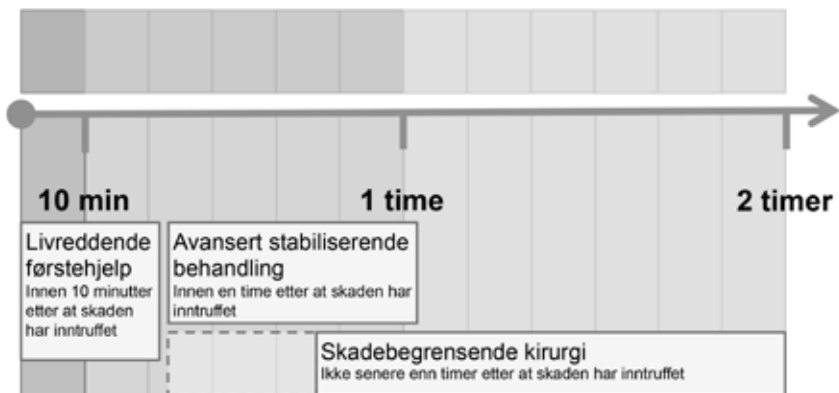 10 min
1 time
2 timer
Livreddende
førstehjelp
Innen 10 minutter
etter at skaden
har inntruffet
Avansert stabiliserende
behandling
Innen en time etter at skaden har
inntruffet
Skadebegrensende kirurgi
Ikke senere enn timer etter at skaden har inntruffet